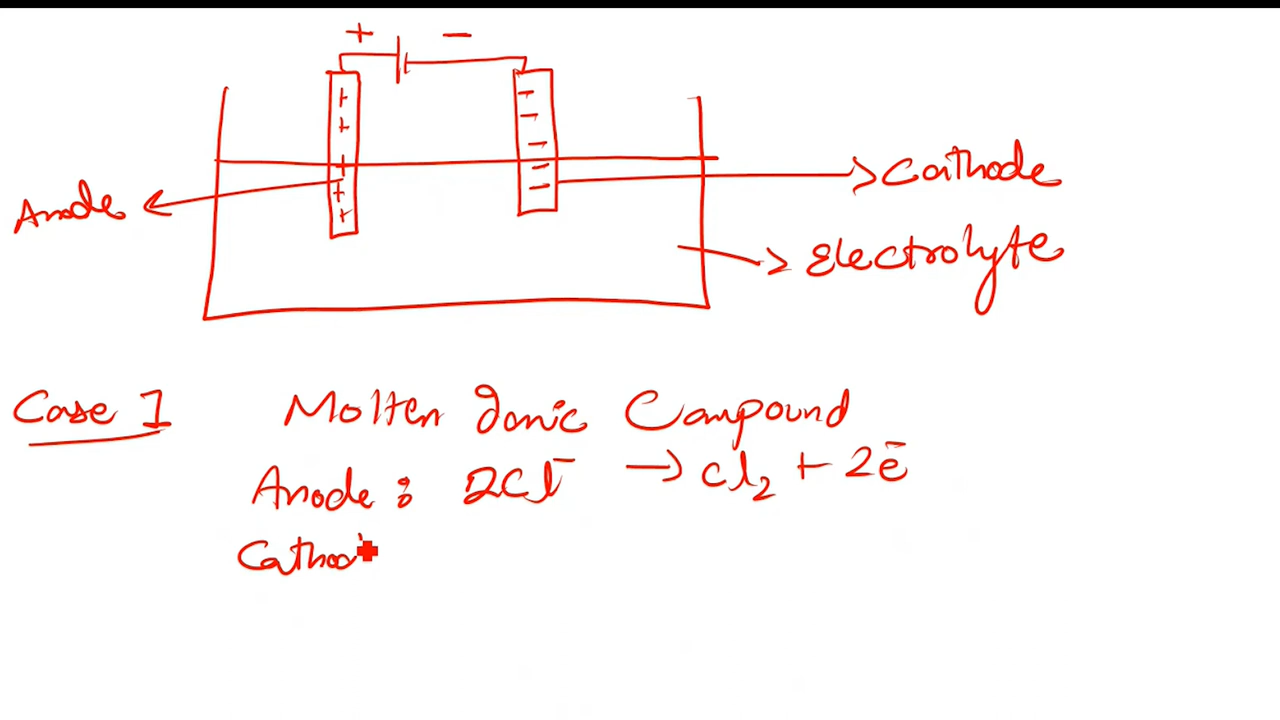 + −
Cathode
Anode
Electrolyte
Case I Molten Ionic Compound
Anode : 2Cl⁻ → Cl₂ + 2e⁻
Cathod